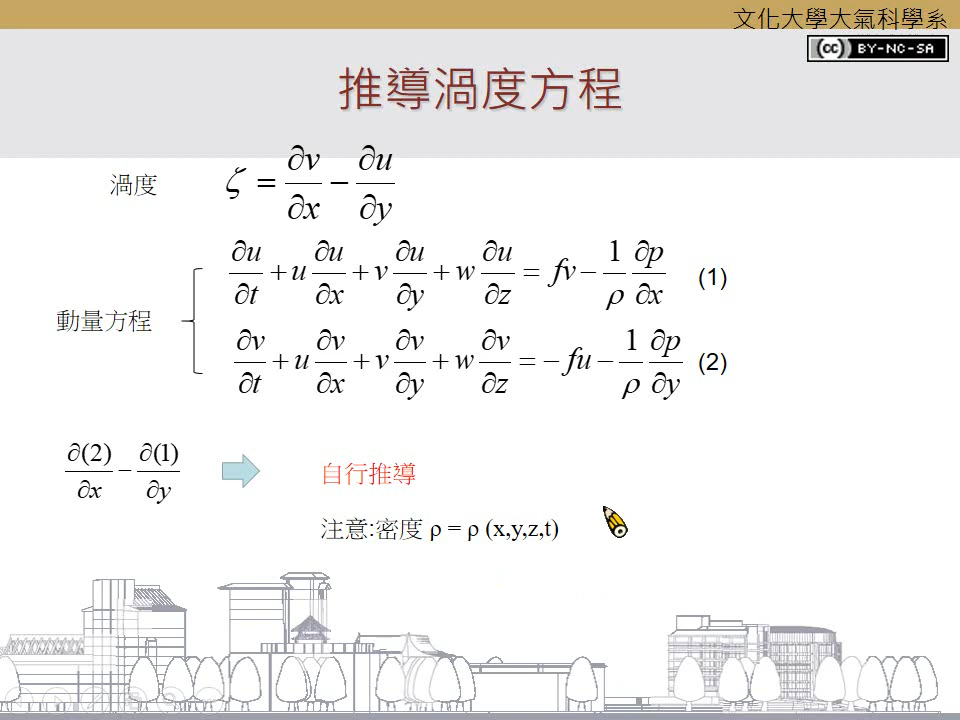 文化大學大氣科學系
(cc) BY-NC-SA
推導渦度方程
渦度 ζ = ∂v/∂x − ∂u/∂y
∂u/∂t + u ∂u/∂x + v ∂u/∂y + w ∂u/∂z = fv − 1/ρ ∂p/∂x (1)
動量方程
∂v/∂t + u ∂v/∂x + v ∂v/∂y + w ∂v/∂z = − fu − 1/ρ ∂p/∂y (2)
∂(2)/∂x − ∂(1)/∂y 自行推導
注意:密度 ρ = ρ (x,y,z,t)